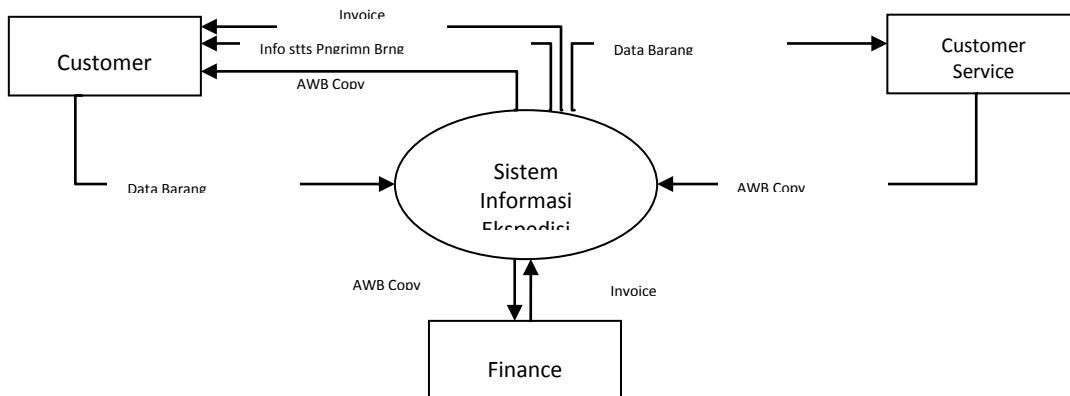 Invoice
Info stts Pngrimn Brng
AWB Copy
Customer
Data Barang
Customer
Service
Data Barang
Sistem
Informasi
Ekspedisi
AWB Copy
AWB Copy
Invoice
Finance